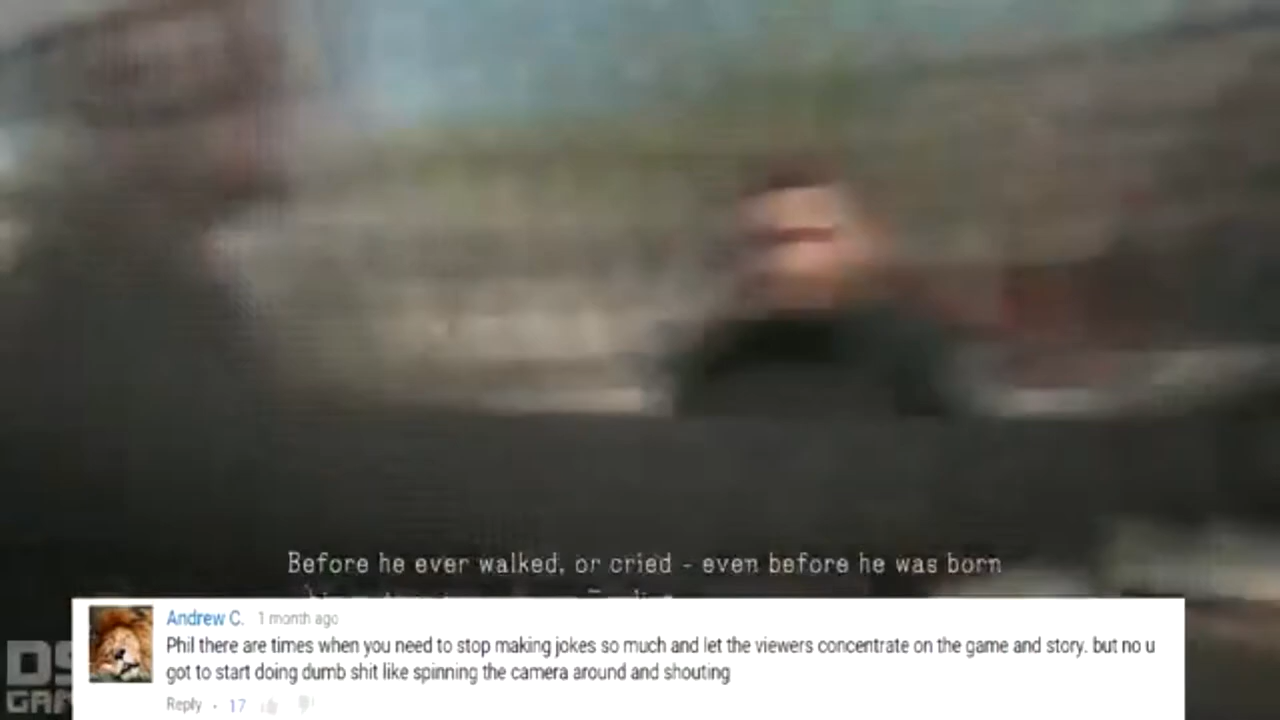 Before he ever walked, or cried - even before he was born
Andrew C. 1 month ago
Phil there are times when you need to stop making jokes so much and let the viewers concentrate on the game and story. but no u
got to start doing dumb shit like spinning the camera around and shouting
Reply · 17